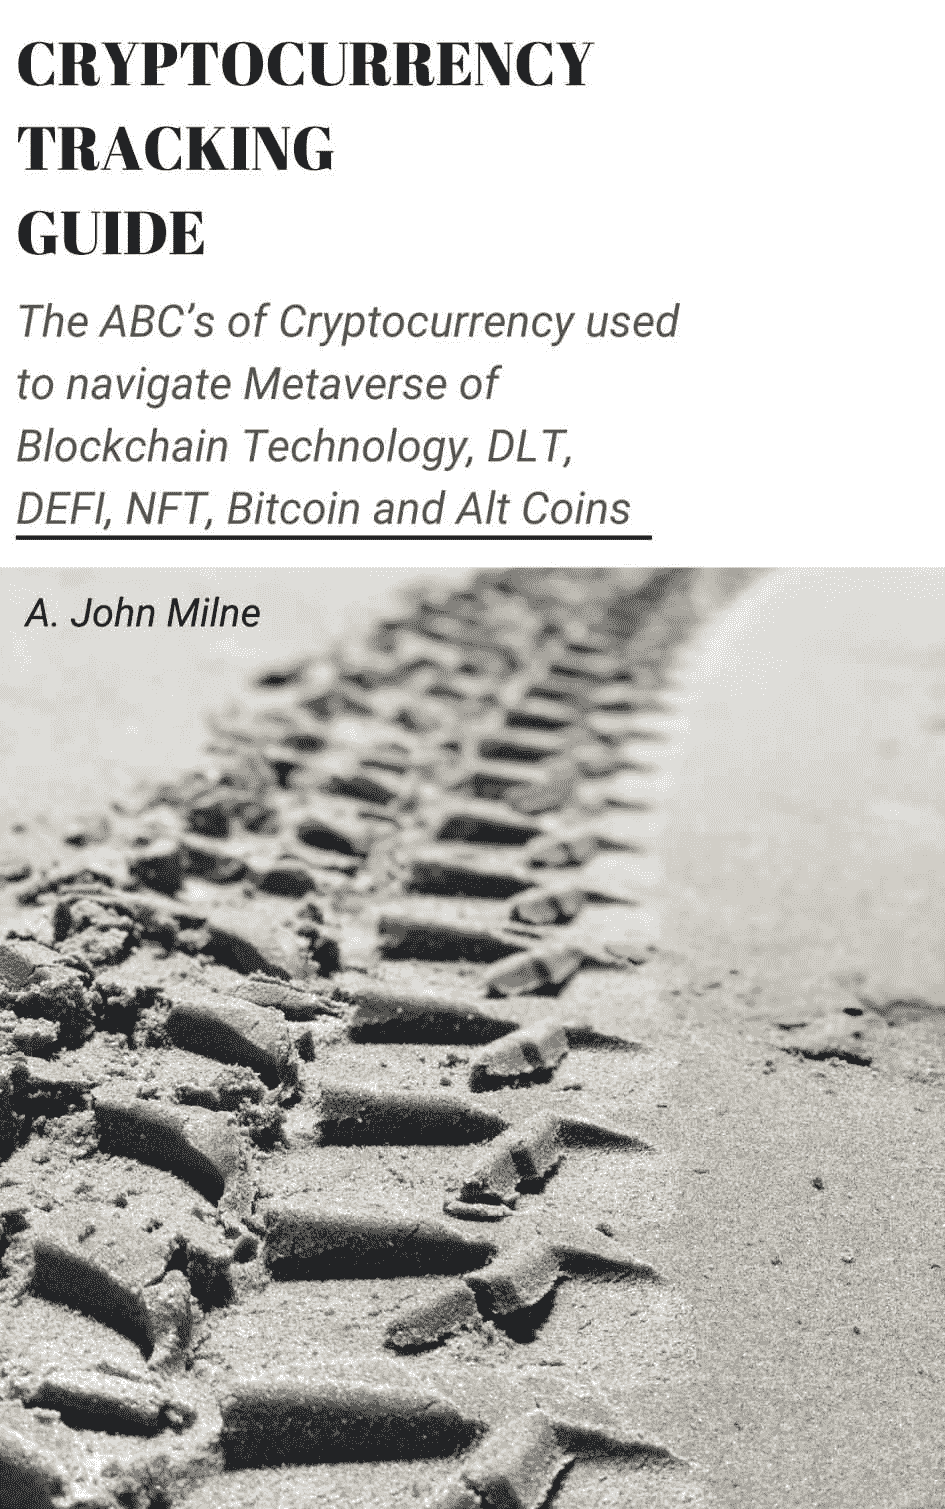 CRYPTOCURRENCY
TRACKING
GUIDE
The ABC’s of Cryptocurrency used
to navigate Metaverse of
Blockchain Technology, DLT,
DEFI, NFT, Bitcoin and Alt Coins
A. John Milne